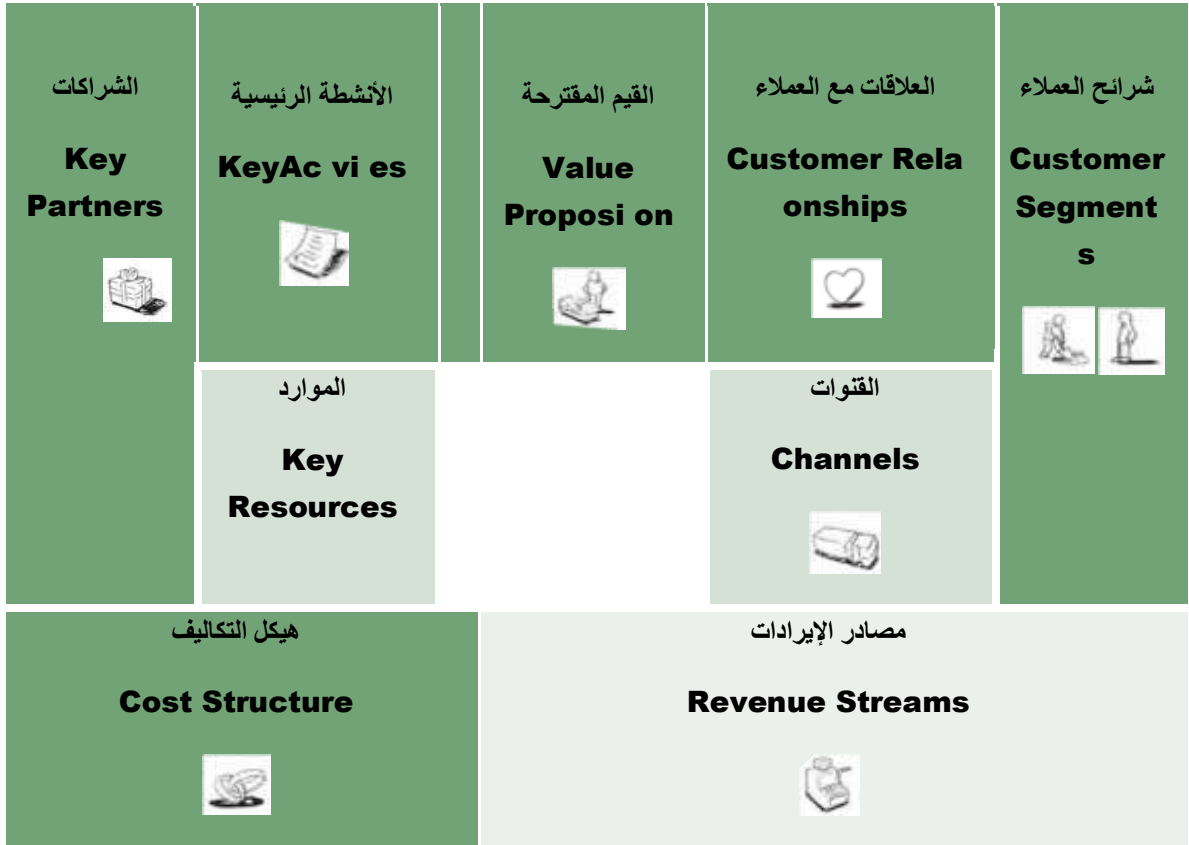 الشراكات
Key
Partners
الأنشطة الرئيسية
KeyAc vi es
القيم المقترحة
Value
Proposi on
العلاقات مع العملاء
Customer Rela
onships
شرائح العملاء
Customer
Segment
s
الموارد
Key
Resources
القنوات
Channels
هيكل التكاليف
Cost Structure
مصادر الإيرادات
Revenue Streams